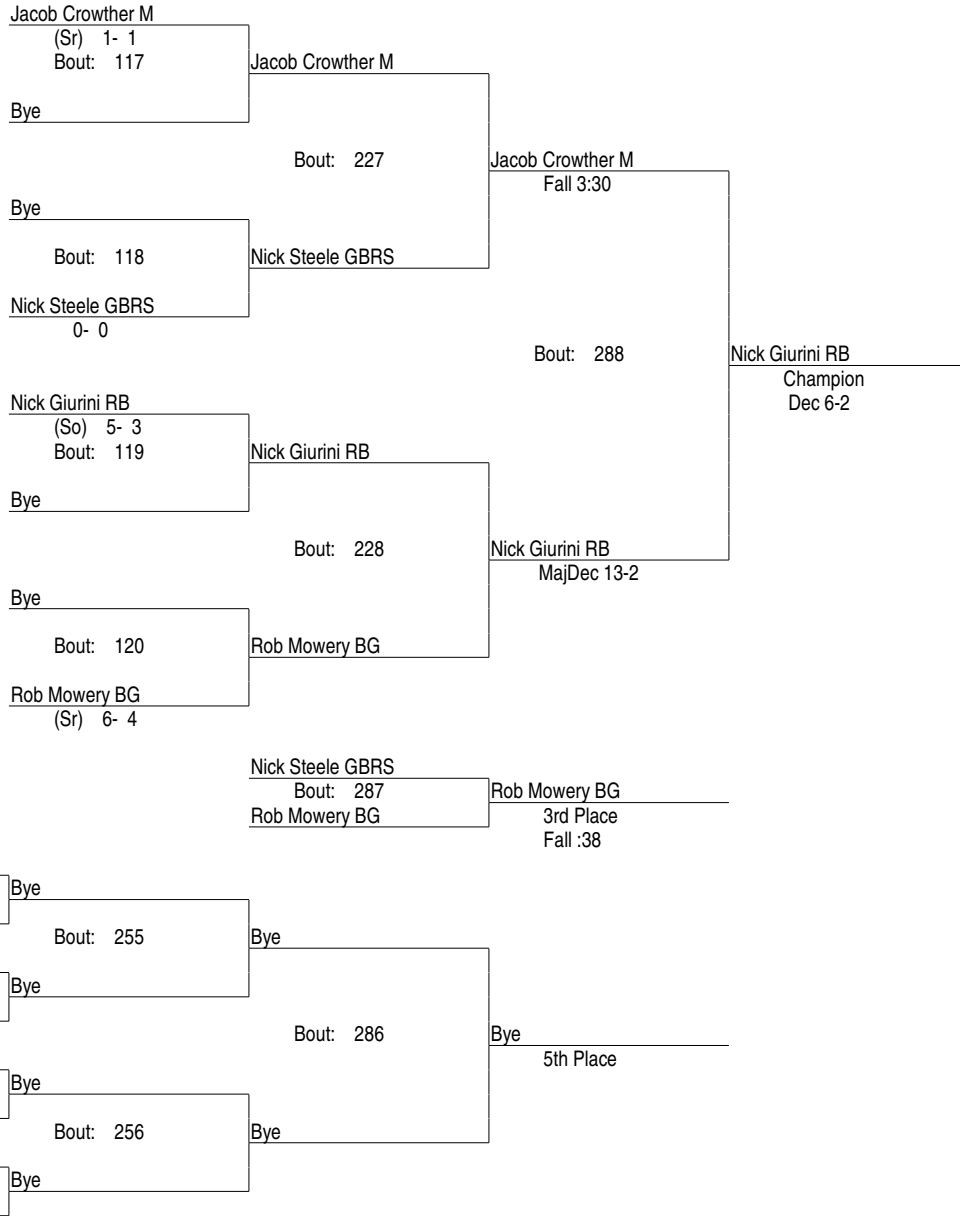 Jacob Crowther M
(Sr) 1- 1
Bout: 117
Jacob Crowther M
Bye
Bout: 227
Jacob Crowther M
Fall 3:30
Bye
Bout: 118
Nick Steele GBRS
Nick Steele GBRS
0- 0
Bout: 288
Nick Giurini RB
Champion
Dec 6-2
Nick Giurini RB
(So) 5- 3
Bout: 119
Nick Giurini RB
Bye
Bout: 228
Nick Giurini RB
MajDec 13-2
Bye
Bout: 120
Rob Mowery BG
Rob Mowery BG
(Sr) 6- 4
Nick Steele GBRS
Bout: 287
Rob Mowery BG
Rob Mowery BG
3rd Place
Fall :38
Bye
Bout: 255
Bye
Bye
Bout: 286
Bye
5th Place
Bye
Bout: 256
Bye
Bye